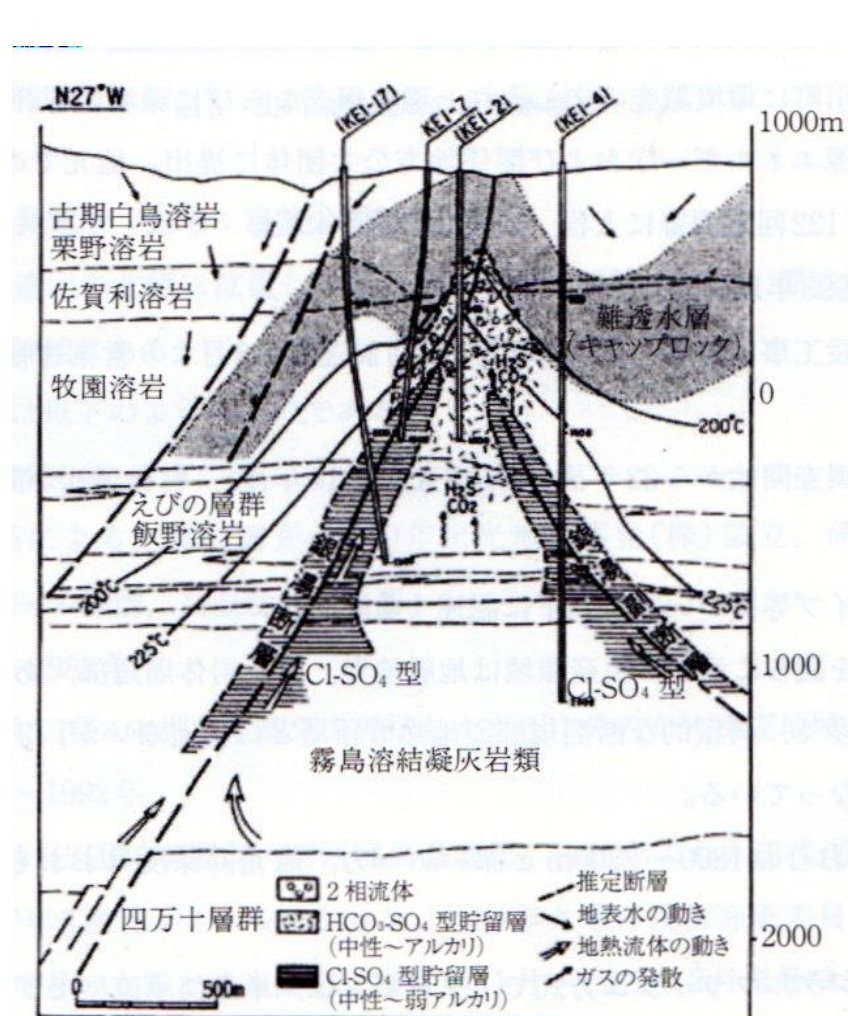 N27°W
(KE1-17)
KE1-7
(KE1-2)
(KE1-4)
1000m
古期白鳥溶岩
栗野溶岩
佐賀利溶岩
牧園溶岩
難透水層
(キャップロック)
H₂S
CO₂
0
200℃
H₂S
CO₂
えびの層群
飯野溶岩
200℃
225℃
225℃
Cl-SO₄ 型
Cl-SO₄ 型
1000
霧島溶結凝灰岩類
四万十層群
2相流体
HCO₃-SO₄ 型貯留層
(中性〜アルカリ)
Cl-SO₄ 型貯留層
(中性〜弱アルカリ)
推定断層
地表水の動き
地熱流体の動き
ガスの発散
2000
0
500m